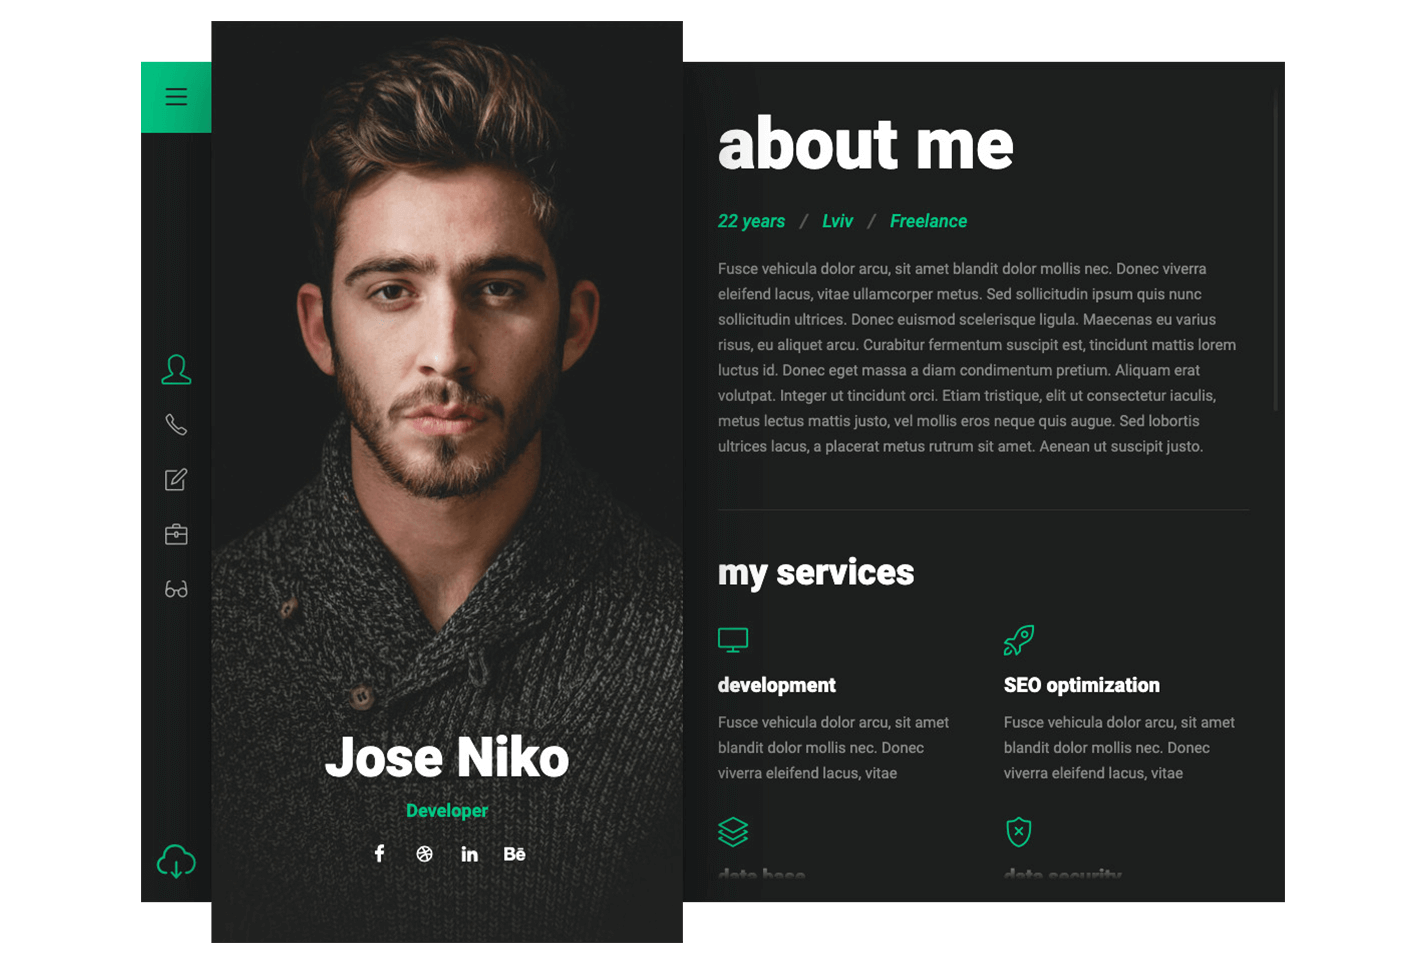 about me
22 years / Lviv / Freelance
Fusce vehicula dolor arcu, sit amet blandit dolor mollis nec. Donec viverra
eleifend lacus, vitae ullamcorper metus. Sed sollicitudin ipsum quis nunc
sollicitudin ultrices. Donec euismod scelerisque ligula. Maecenas eu varius
risus, eu aliquet arcu. Curabitur fermentum suscipit est, tincidunt mattis lorem
luctus id. Donec eget massa a diam condimentum pretium. Aliquam erat
volutpat. Integer ut tincidunt orci. Etiam tristique, elit ut consectetur iaculis,
metus lectus mattis justo, vel mollis eros neque quis augue. Sed lobortis
ultrices lacus, a placerat metus rutrum sit amet. Aenean ut suscipit justo.
my services
development
Fusce vehicula dolor arcu, sit amet
blandit dolor mollis nec. Donec
viverra eleifend lacus, vitae
SEO optimization
Fusce vehicula dolor arcu, sit amet
blandit dolor mollis nec. Donec
viverra eleifend lacus, vitae
data base
data security
Jose Niko
Developer
f
in
Bē